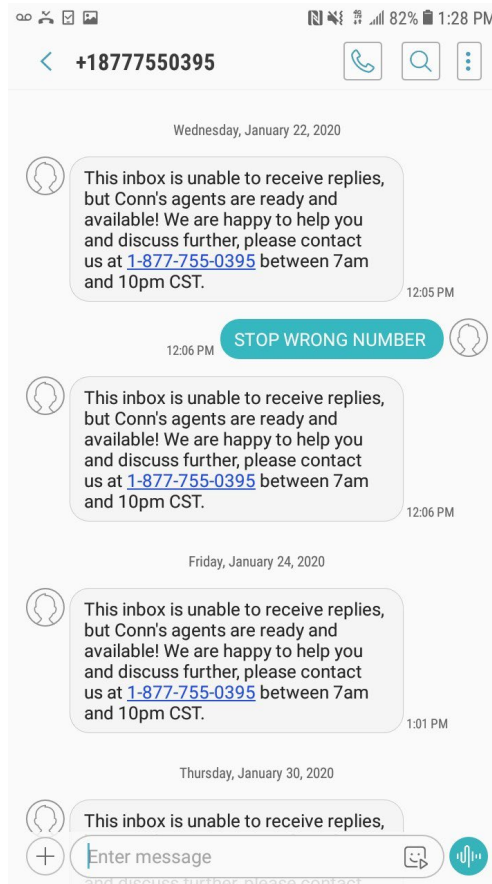 82% 1:28 PM
+18777550395
Wednesday, January 22, 2020
This inbox is unable to receive replies,
but Conn's agents are ready and
available! We are happy to help you
and discuss further, please contact
us at 1-877-755-0395 between 7am
and 10pm CST.
12:05 PM
STOP WRONG NUMBER
12:06 PM
This inbox is unable to receive replies,
but Conn's agents are ready and
available! We are happy to help you
and discuss further, please contact
us at 1-877-755-0395 between 7am
and 10pm CST.
12:06 PM
Friday, January 24, 2020
This inbox is unable to receive replies,
but Conn's agents are ready and
available! We are happy to help you
and discuss further, please contact
us at 1-877-755-0395 between 7am
and 10pm CST.
1:01 PM
Thursday, January 30, 2020
This inbox is unable to receive replies,
Enter message
and discuss further, please contact